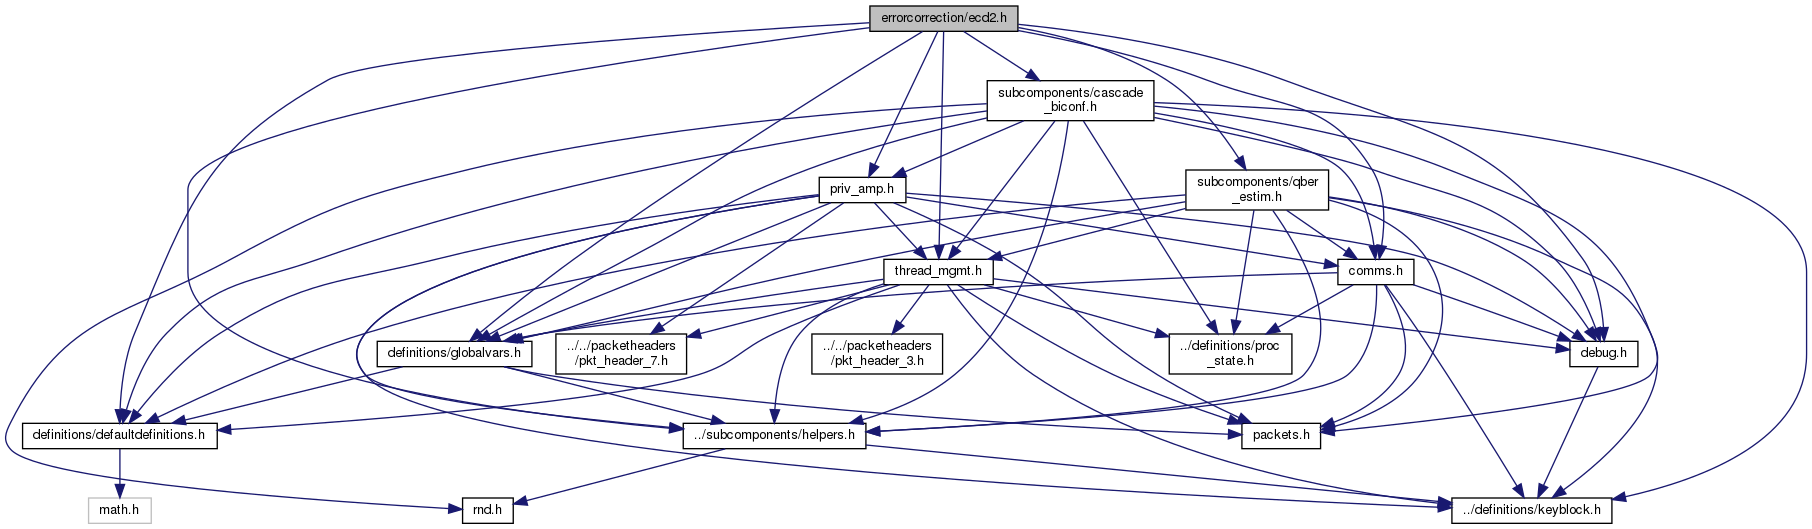 errorcorrection/ecd2.h
subcomponents/cascade
_biconf.h
priv_amp.h
subcomponents/qber
_estim.h
thread_mgmt.h
comms.h
definitions/globalvars.h
../../packetheaders
/pkt_header_7.h
../../packetheaders
/pkt_header_3.h
../definitions/proc
_state.h
debug.h
definitions/defaultdefinitions.h
../subcomponents/helpers.h
packets.h
math.h
rnd.h
../definitions/keyblock.h